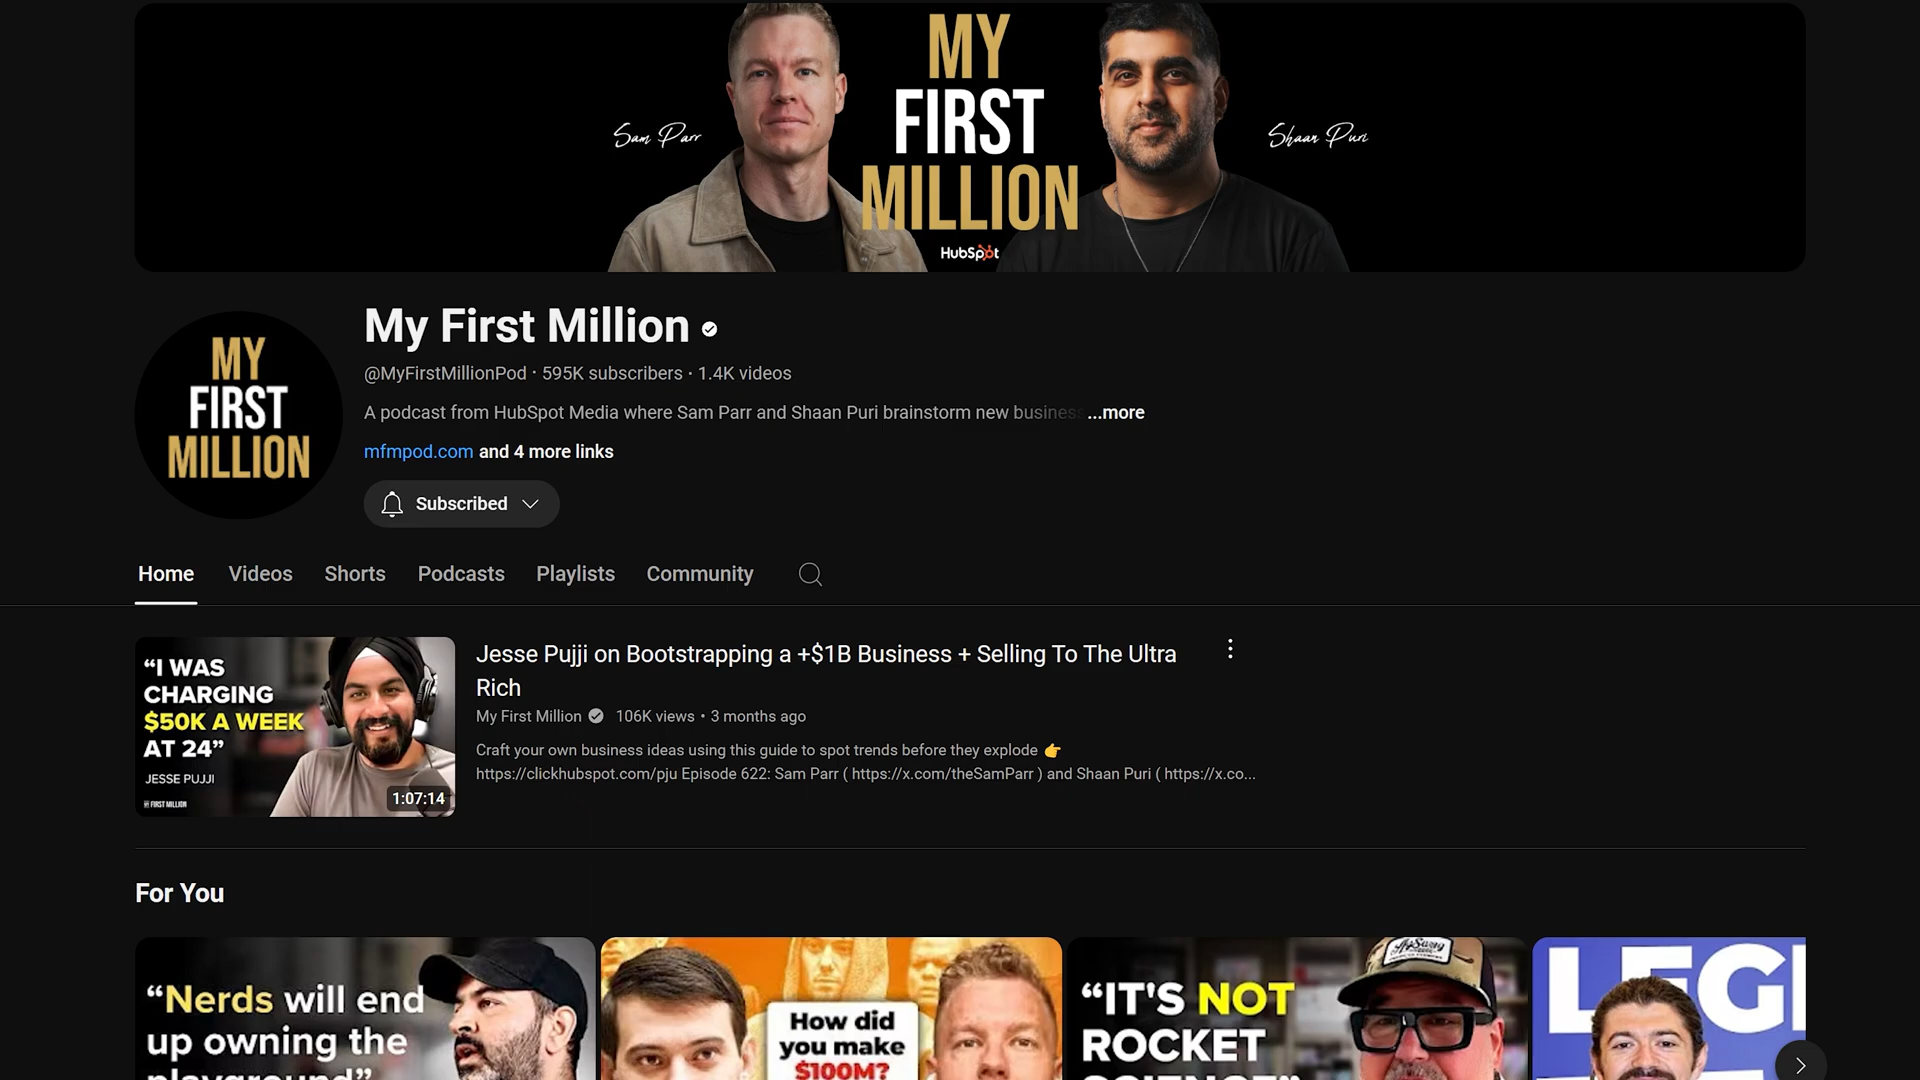 MY
FIRST
MILLION
Sam Parr
Shaan Puri
HubSpot
MY
FIRST
MILLION
My First Million
@MyFirstMillionPod · 595K subscribers · 1.4K videos
A podcast from HubSpot Media where Sam Parr and Shaan Puri brainstorm new business ...more
mfmpod.com and 4 more links
Subscribed
Home Videos Shorts Podcasts Playlists Community
“I WAS
CHARGING
$50K A WEEK
AT 24”
JESSE PUJJI
MY FIRST MILLION
1:07:14
Jesse Pujji on Bootstrapping a +$1B Business + Selling To The Ultra
Rich
My First Million 106K views • 3 months ago
Craft your own business ideas using this guide to spot trends before they explode 👉
https://clickhubspot.com/pju Episode 622: Sam Parr ( https://x.com/theSamParr ) and Shaan Puri ( https://x.co...
For You
“Nerds will end
up owning the
playground”
How did
you make
$100M?
“IT'S NOT
ROCKET
SCIENCE”